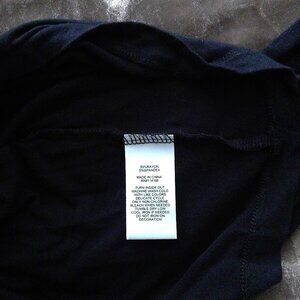 95%RAYON
5%SPANDEX
MADE IN CHINA
TURN INSIDE OUT
MACHINE WASH COLD
WITH LIKE COLORS
DELICATE CYCLE
ONLY NON-CHLORINE
BLEACH WHEN NEEDED
TUMBLE DRY LOW
COOL IRON IF NEEDED
DO NOT IRON ON
DECORATION